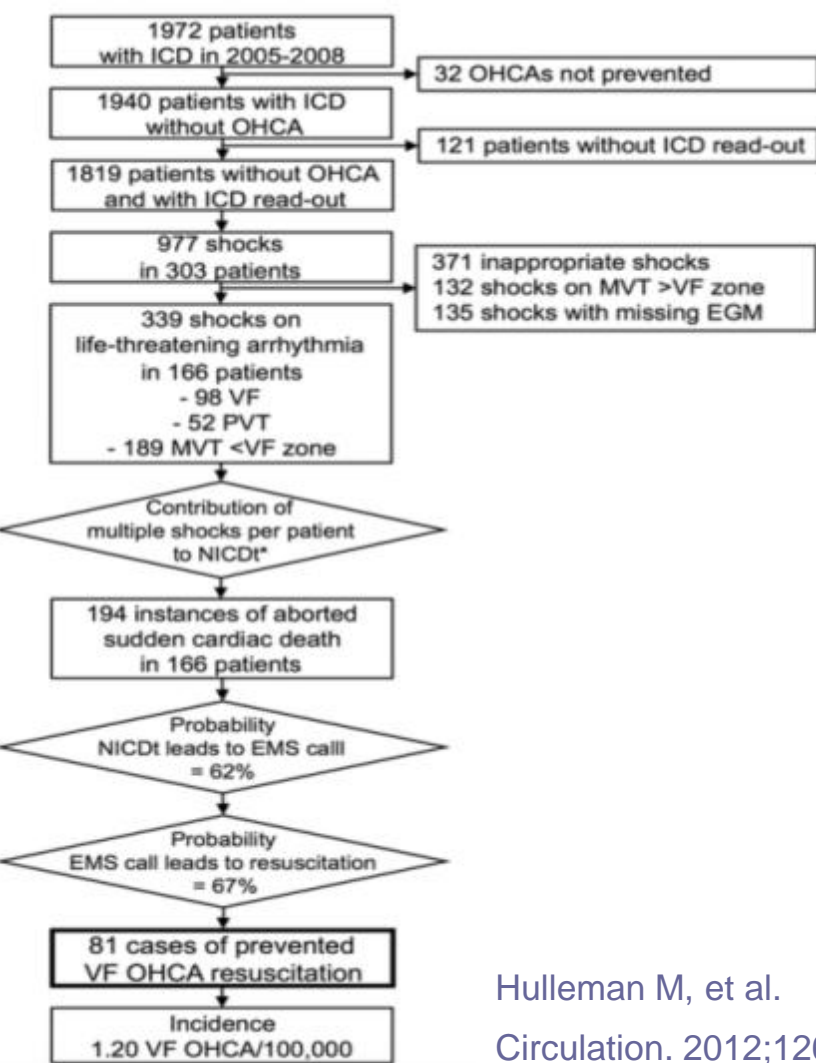 1972 patients
with ICD in 2005-2008
32 OHCAs not prevented
1940 patients with ICD
without OHCA
121 patients without ICD read-out
1819 patients without OHCA
and with ICD read-out
977 shocks
in 303 patients
371 inappropriate shocks
132 shocks on MVT >VF zone
135 shocks with missing EGM
339 shocks on
life-threatening arrhythmia
in 166 patients
- 98 VF
- 52 PVT
- 189 MVT <VF zone
Contribution of
multiple shocks per patient
to NICDt*
194 instances of aborted
sudden cardiac death
in 166 patients
Probability
NICDt leads to EMS calll
= 62%
Probability
EMS call leads to resuscitation
= 67%
81 cases of prevented
VF OHCA resuscitation
Incidence
1.20 VF OHCA/100,000
Hulleman M, et al.
Circulation. 2012;12